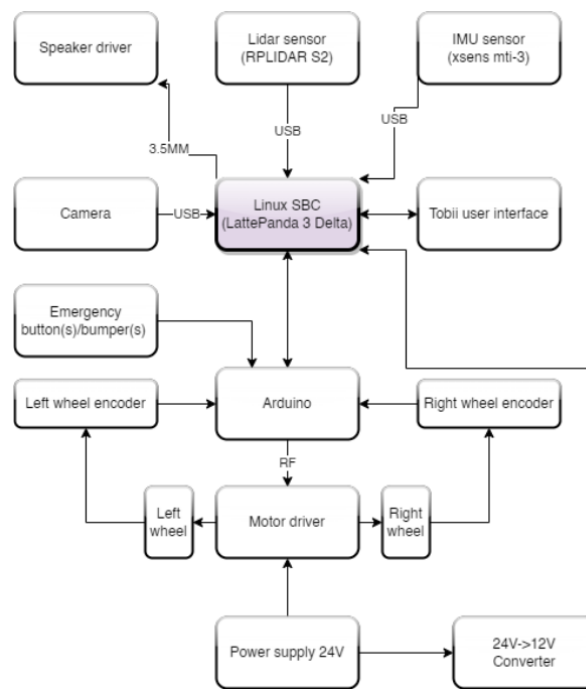 Speaker driver
Lidar sensor
(RPLIDAR S2)
IMU sensor
(xsens mti-3)
USB
USB
3.5MM
Camera
USB
Linux SBC
(LattePanda 3 Delta)
Tobii user interface
Emergency
button(s)/bumper(s)
Left wheel encoder
Arduino
Right wheel encoder
RF
Left
wheel
Motor driver
Right
wheel
Power supply 24V
24V->12V
Converter